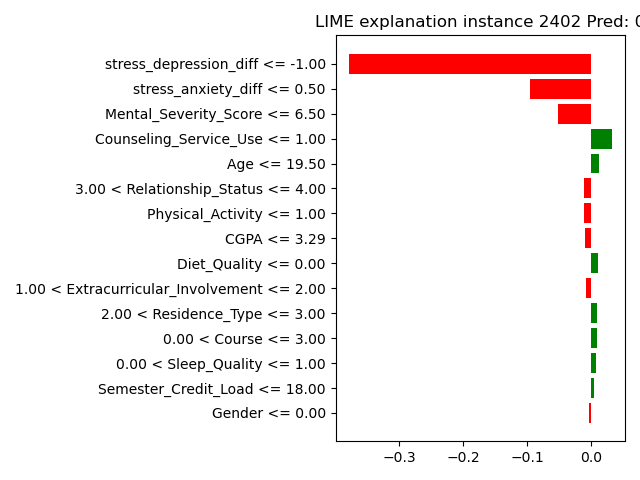 LIME explanation instance 2402 Pred: 0
stress_depression_diff <= -1.00
stress_anxiety_diff <= 0.50
Mental_Severity_Score <= 6.50
Counseling_Service_Use <= 1.00
Age <= 19.50
3.00 < Relationship_Status <= 4.00
Physical_Activity <= 1.00
CGPA <= 3.29
Diet_Quality <= 0.00
1.00 < Extracurricular_Involvement <= 2.00
2.00 < Residence_Type <= 3.00
0.00 < Course <= 3.00
0.00 < Sleep_Quality <= 1.00
Semester_Credit_Load <= 18.00
Gender <= 0.00
−0.3 −0.2 −0.1 0.0